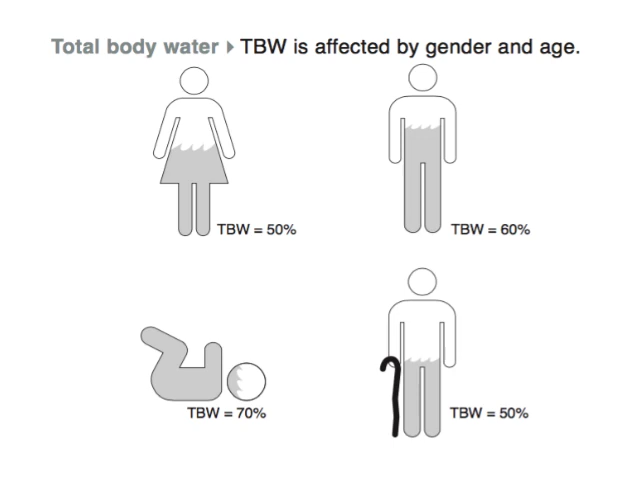 Total body water ▸ TBW is affected by gender and age.
TBW = 50%
TBW = 60%
TBW = 70%
TBW = 50%